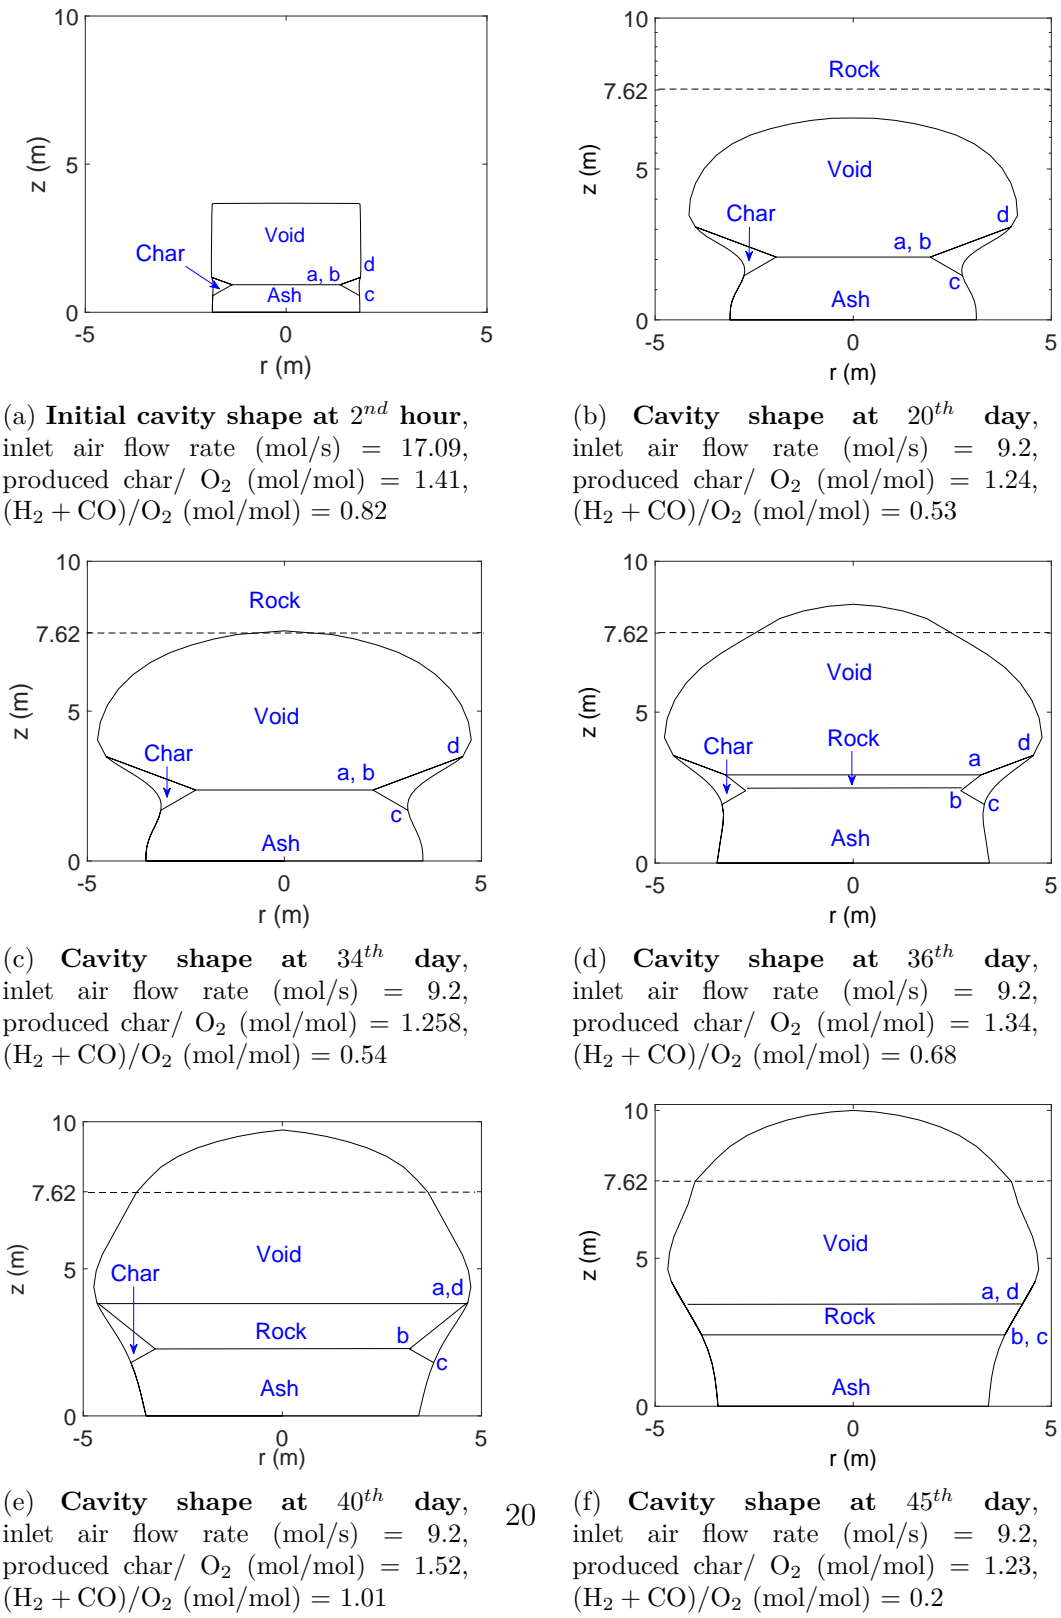 10
5
0
z (m)
-5
0
5
r (m)
Void
Char
a, b
d
Ash
c
10
7.62
5
0
z (m)
-5
0
5
r (m)
Rock
Void
Char
a, b
d
c
Ash
(a) Initial cavity shape at 2nd hour,
inlet air flow rate (mol/s) = 17.09,
produced char/ O2 (mol/mol) = 1.41,
(H2 + CO)/O2 (mol/mol) = 0.82
(b) Cavity shape at 20th day,
inlet air flow rate (mol/s) = 9.2,
produced char/ O2 (mol/mol) = 1.24,
(H2 + CO)/O2 (mol/mol) = 0.53
10
7.62
5
0
z (m)
-5
0
5
r (m)
Rock
Void
Char
a, b
d
c
Ash
10
7.62
5
0
z (m)
-5
0
5
r (m)
Void
Char
Rock
a
d
b
c
Ash
(c) Cavity shape at 34th day,
inlet air flow rate (mol/s) = 9.2,
produced char/ O2 (mol/mol) = 1.258,
(H2 + CO)/O2 (mol/mol) = 0.54
(d) Cavity shape at 36th day,
inlet air flow rate (mol/s) = 9.2,
produced char/ O2 (mol/mol) = 1.34,
(H2 + CO)/O2 (mol/mol) = 0.68
10
7.62
5
0
z (m)
-5
0
5
r (m)
Void
Char
a,d
Rock
b
c
Ash
10
7.62
5
0
z (m)
-5
0
5
r (m)
Void
a, d
Rock
b, c
Ash
(e) Cavity shape at 40th day,
inlet air flow rate (mol/s) = 9.2,
produced char/ O2 (mol/mol) = 1.52,
(H2 + CO)/O2 (mol/mol) = 1.01
20
(f) Cavity shape at 45th day,
inlet air flow rate (mol/s) = 9.2,
produced char/ O2 (mol/mol) = 1.23,
(H2 + CO)/O2 (mol/mol) = 0.2